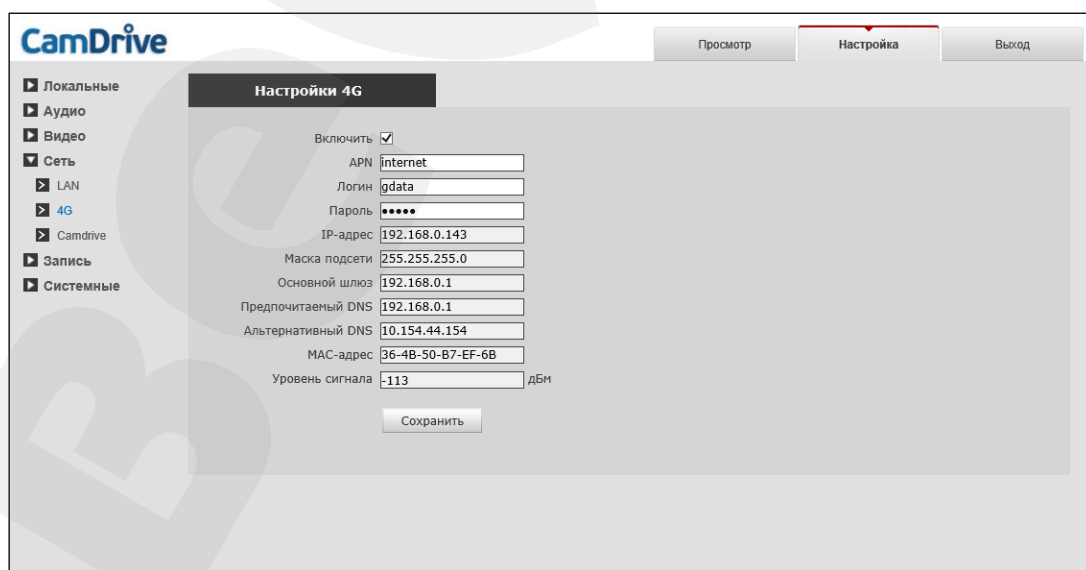 CamDrive
Просмотр
Настройка
Выход
Локальные
Аудио
Видео
Сеть
LAN
4G
Camdrive
Запись
Системные
Настройки 4G
Включить
APN internet
Логин gdata
Пароль •••••
IP-адрес 192.168.0.143
Маска подсети 255.255.255.0
Основной шлюз 192.168.0.1
Предпочитаемый DNS 192.168.0.1
Альтернативный DNS 10.154.44.154
MAC-адрес 36-4B-50-B7-EF-6B
Уровень сигнала -113 дБм
Сохранить